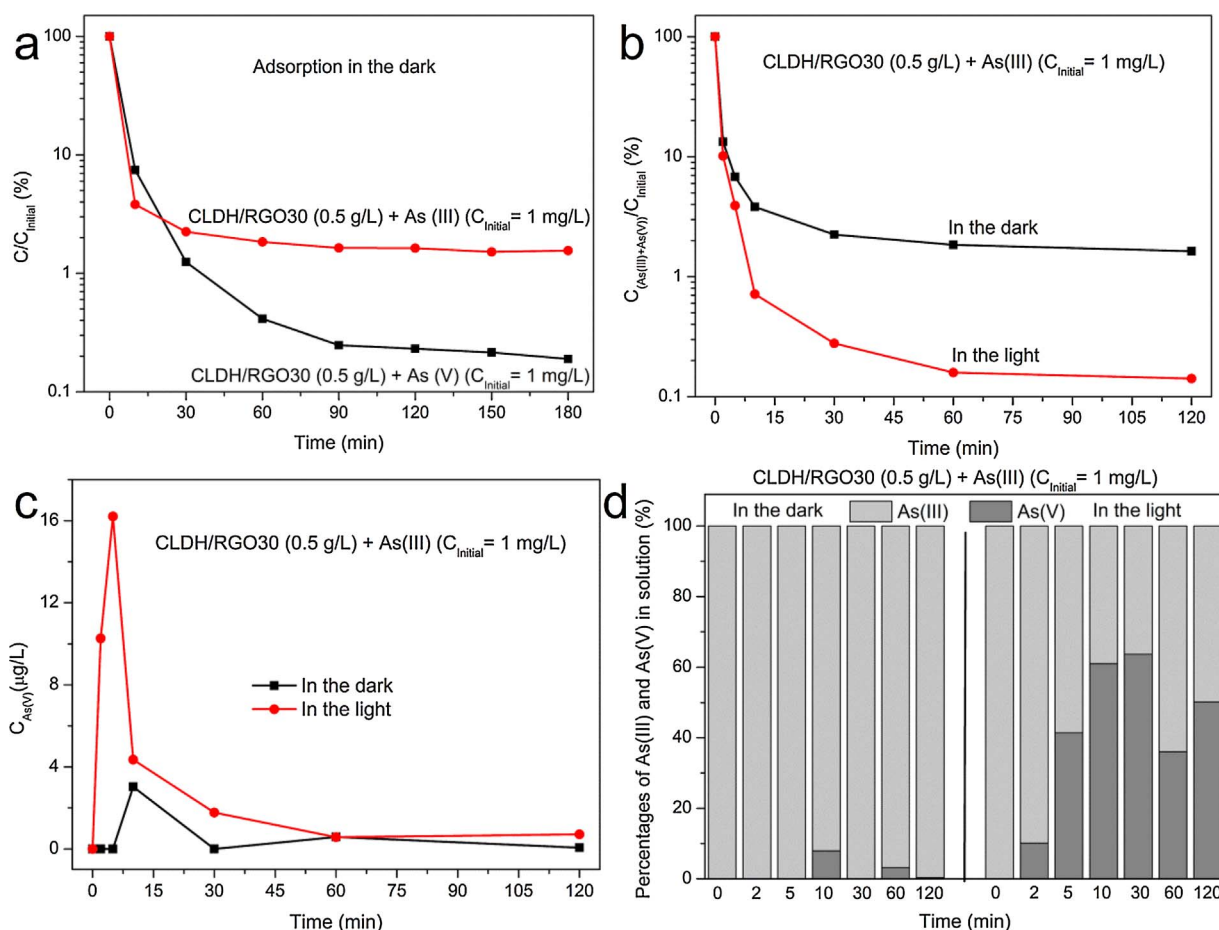 a
Adsorption in the dark
CLDH/RGO30 (0.5 g/L) + As (III) (C_Initial = 1 mg/L)
CLDH/RGO30 (0.5 g/L) + As (V) (C_Initial = 1 mg/L)
C/C_Initial (%)
100
10
1
0.1
0 30 60 90 120 150 180
Time (min)
b
CLDH/RGO30 (0.5 g/L) + As(III) (C_Initial = 1 mg/L)
In the dark
In the light
C_(As(III)+As(V))/C_Initial (%)
100
10
1
0.1
0 15 30 45 60 75 90 105 120
Time (min)
c
CLDH/RGO30 (0.5 g/L) + As(III) (C_Initial = 1 mg/L)
In the dark
In the light
C_As(V) (μg/L)
16
12
8
4
0
0 15 30 45 60 75 90 105 120
Time (min)
d
CLDH/RGO30 (0.5 g/L) + As(III) (C_Initial = 1 mg/L)
In the dark As(III) As(V) In the light
Percentages of As(III) and As(V) in solution (%)
100
80
60
40
20
0
0 2 5 10 30 60 120 0 2 5 10 30 60 120
Time (min)